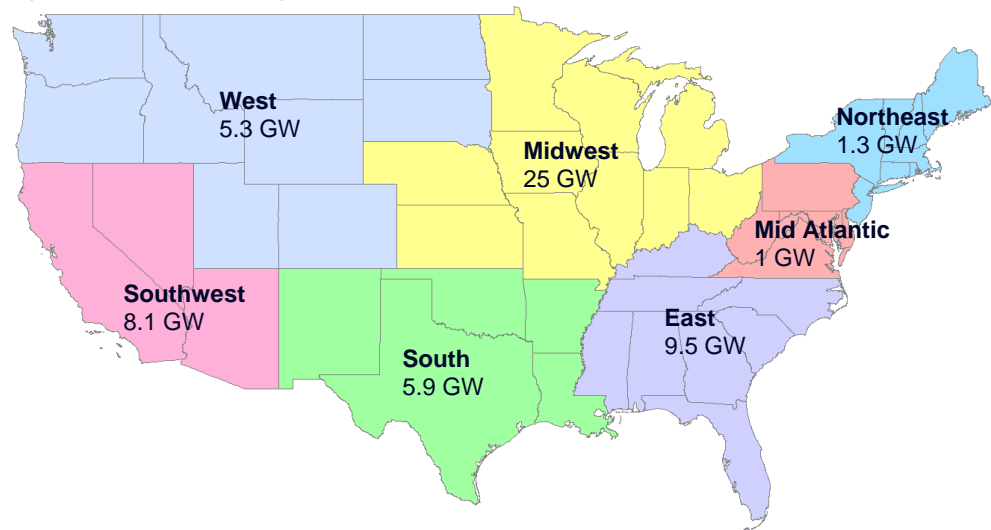 West
5.3 GW
Northeast
1.3 GW
Midwest
25 GW
Mid Atlantic
1 GW
Southwest
8.1 GW
East
9.5 GW
South
5.9 GW